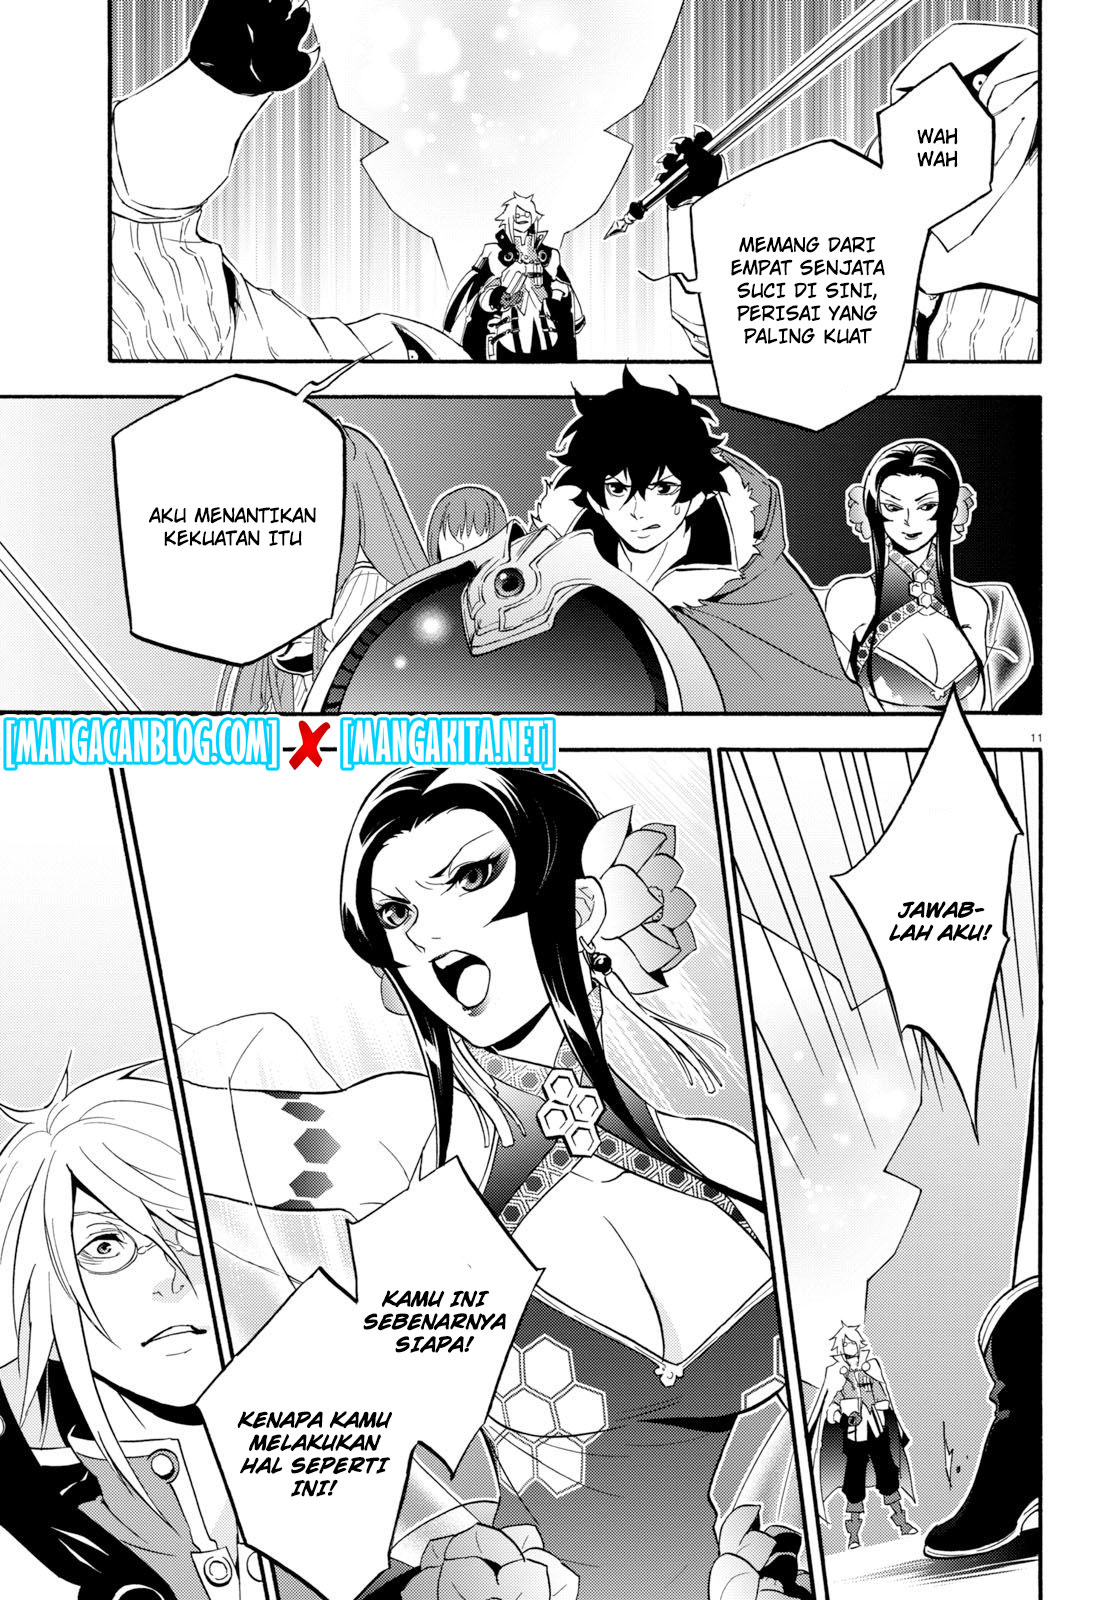 WAH
WAH
MEMANG DARI
EMPAT SENJATA
SUCI DI SINI,
PERISAI YANG
PALING KUAT
AKU MENANTIKAN
KEKUATAN ITU
11
[MANGACANBLOG.COM] X [MANGAKITA.NET]
JAWAB-
LAH AKU!
KAMU INI
SEBENARNYA
SIAPA!
KENAPA KAMU
MELAKUKAN
HAL SEPERTI
INI!